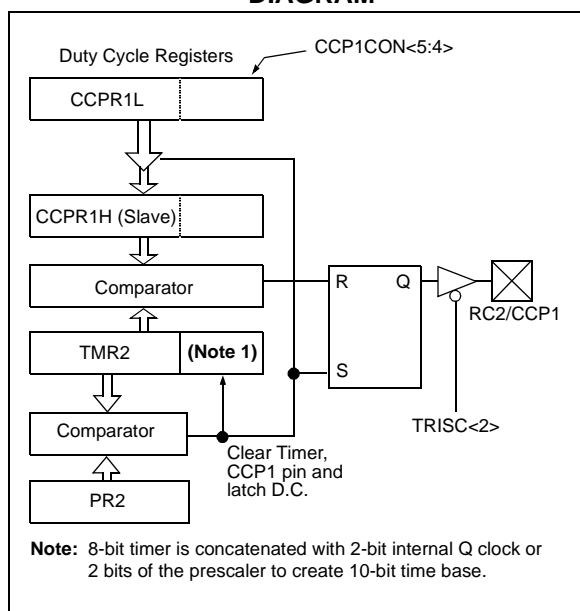 DIAGRAM
Duty Cycle Registers
CCP1CON<5:4>
CCPR1L
CCPR1H (Slave)
Comparator
R Q
RC2/CCP1
TMR2 (Note 1)
S
TRISC<2>
Comparator
Clear Timer,
CCP1 pin and
latch D.C.
PR2
Note: 8-bit timer is concatenated with 2-bit internal Q clock or
2 bits of the prescaler to create 10-bit time base.